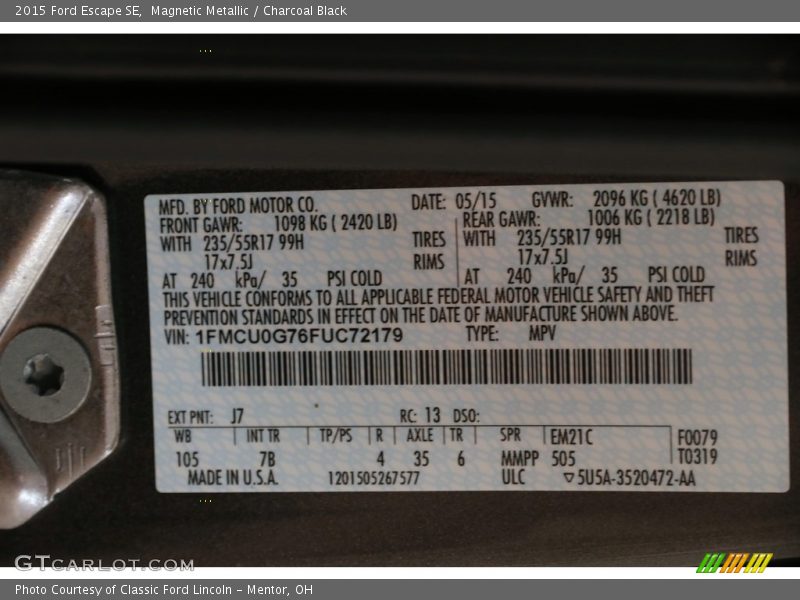 2015 Ford Escape SE, Magnetic Metallic / Charcoal Black
MFD. BY FORD MOTOR CO. DATE: 05/15 GVWR: 2096 KG ( 4620 LB)
FRONT GAWR: 1098 KG ( 2420 LB) REAR GAWR: 1006 KG ( 2218 LB)
WITH 235/55R17 99H TIRES WITH 235/55R17 99H TIRES
17x7.5J RIMS 17x7.5J RIMS
AT 240 kPa/ 35 PSI COLD AT 240 kPa/ 35 PSI COLD
THIS VEHICLE CONFORMS TO ALL APPLICABLE FEDERAL MOTOR VEHICLE SAFETY AND THEFT
PREVENTION STANDARDS IN EFFECT ON THE DATE OF MANUFACTURE SHOWN ABOVE.
VIN: 1FMCU0G76FUC72179 TYPE: MPV
EXT PNT: J7 RC: 13 DSO:
WB INT TR TP/PS R AXLE TR SPR EM21C F0079
105 7B 4 35 6 MMPP 505 T0319
MADE IN U.S.A. 1201505267577 ULC ▽5U5A-3520472-AA
GTCARLOT.COM
Photo Courtesy of Classic Ford Lincoln - Mentor, OH